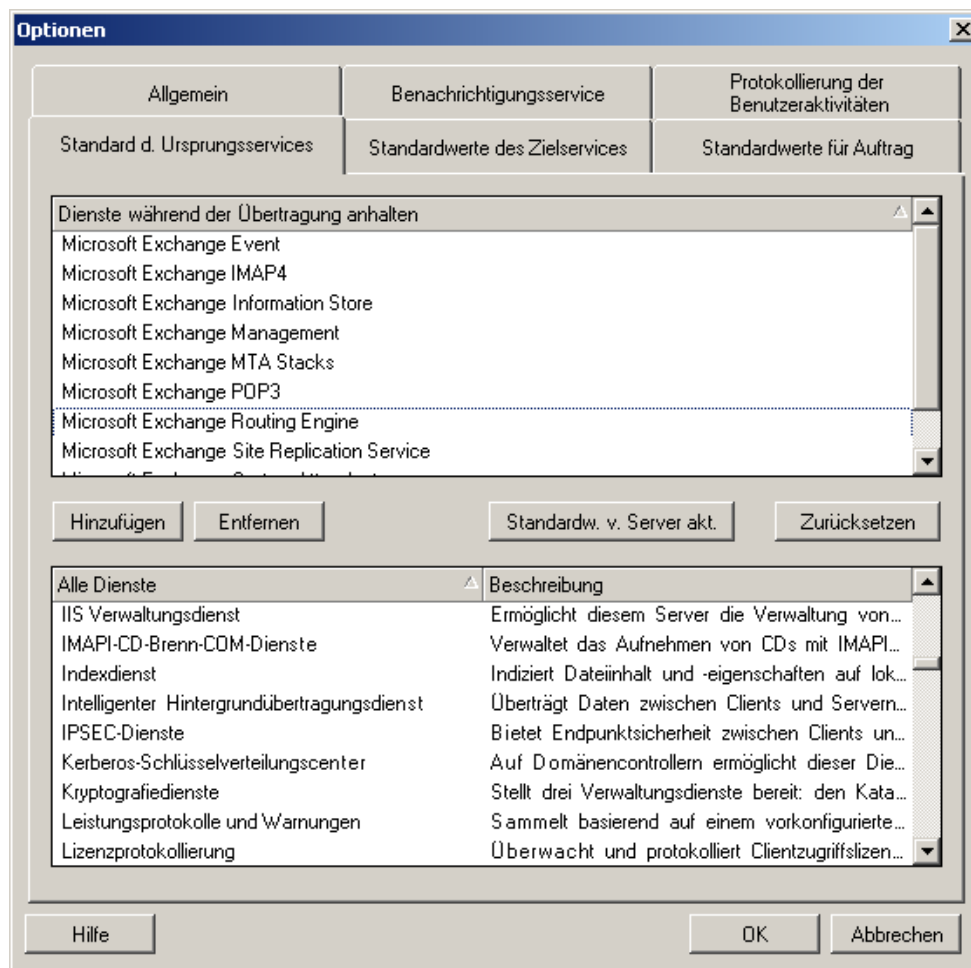 Optionen
Allgemein
Benachrichtigungsservice
Protokollierung der
Benutzeraktivitäten
Standard d. Ursprungsservices
Standardwerte des Zielservices
Standardwerte für Auftrag
Dienste während der Übertragung anhalten
Microsoft Exchange Event
Microsoft Exchange IMAP4
Microsoft Exchange Information Store
Microsoft Exchange Management
Microsoft Exchange MTA Stacks
Microsoft Exchange POP3
Microsoft Exchange Routing Engine
Microsoft Exchange Site Replication Service
Hinzufügen
Entfernen
Standardw. v. Server akt.
Zurücksetzen
Alle Dienste
Beschreibung
IIS Verwaltungsdienst
Ermöglicht diesem Server die Verwaltung von...
IMAPI-CD-Brenn-COM-Dienste
Verwaltet das Aufnehmen von CDs mit IMAPI...
Indexdienst
Indiziert Dateiinhalt und -eigenschaften auf lok...
Intelligenter Hintergrundübertragungsdienst
Überträgt Daten zwischen Clients und Servern...
IPSEC-Dienste
Bietet Endpunktsicherheit zwischen Clients un...
Kerberos-Schlüsselverteilungscenter
Auf Domänencontrollern ermöglicht dieser Die...
Kryptografiedienste
Stellt drei Verwaltungsdienste bereit: den Kata...
Leistungsprotokolle und Warnungen
Sammelt basierend auf einem vorkonfigurierte...
Lizenzprotokollierung
Überwacht und protokolliert Clientzugriffslizen...
Hilfe
OK
Abbrechen